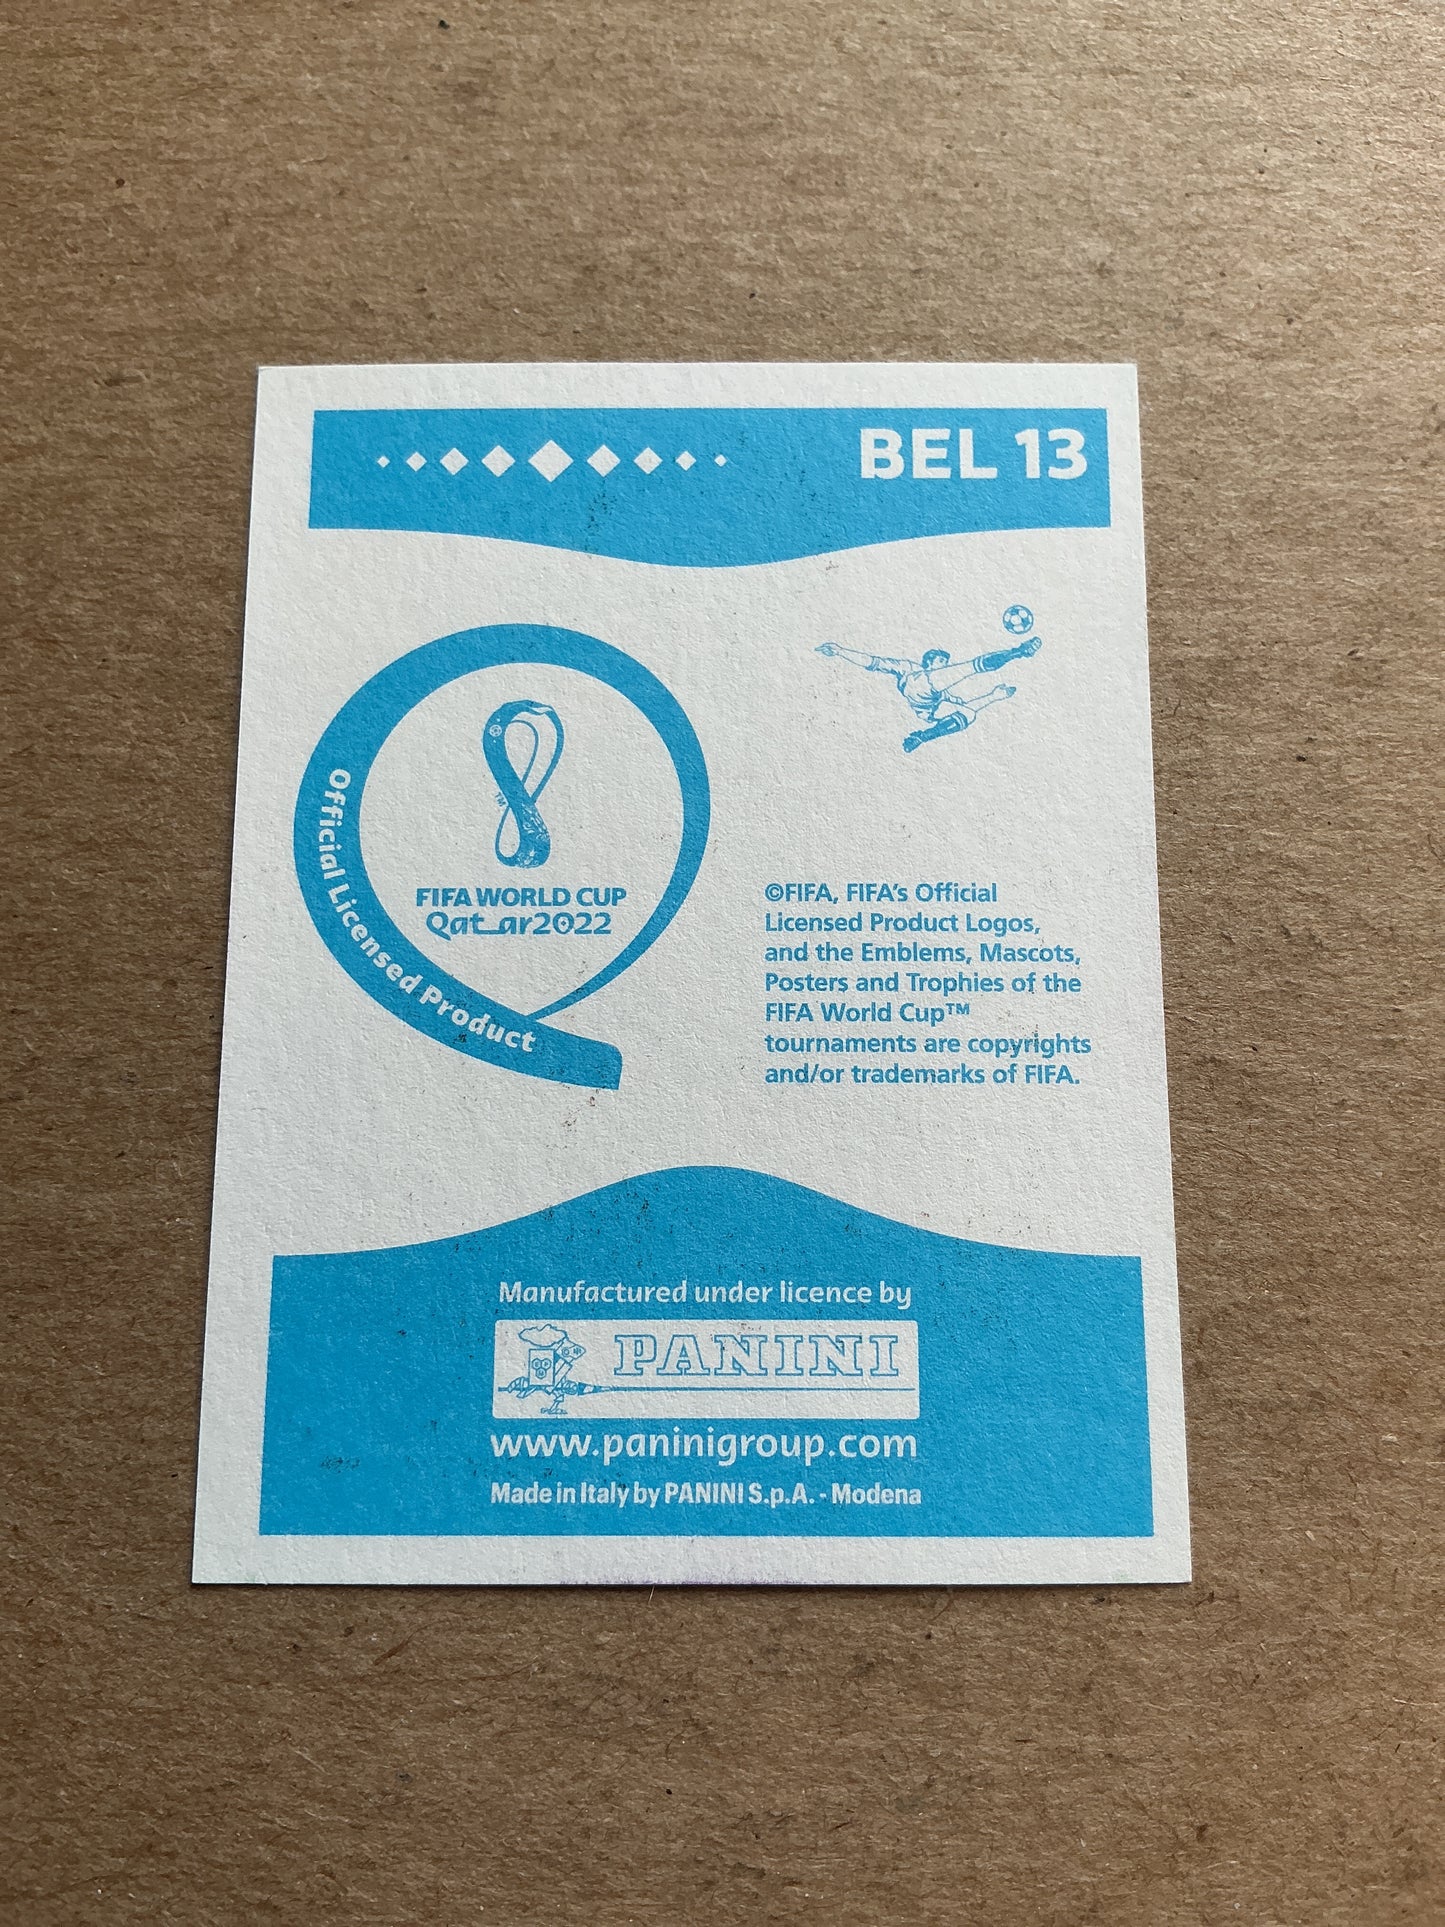 BEL 13
Official Licensed Product
TM
FIFA WORLD CUP
Qatar2022
©FIFA, FIFA's Official
Licensed Product Logos,
and the Emblems, Mascots,
Posters and Trophies of the
FIFA World Cup™
tournaments are copyrights
and/or trademarks of FIFA.
Manufactured under licence by
PANINI
www.paninigroup.com
Made in Italy by PANINI S.p.A. - Modena